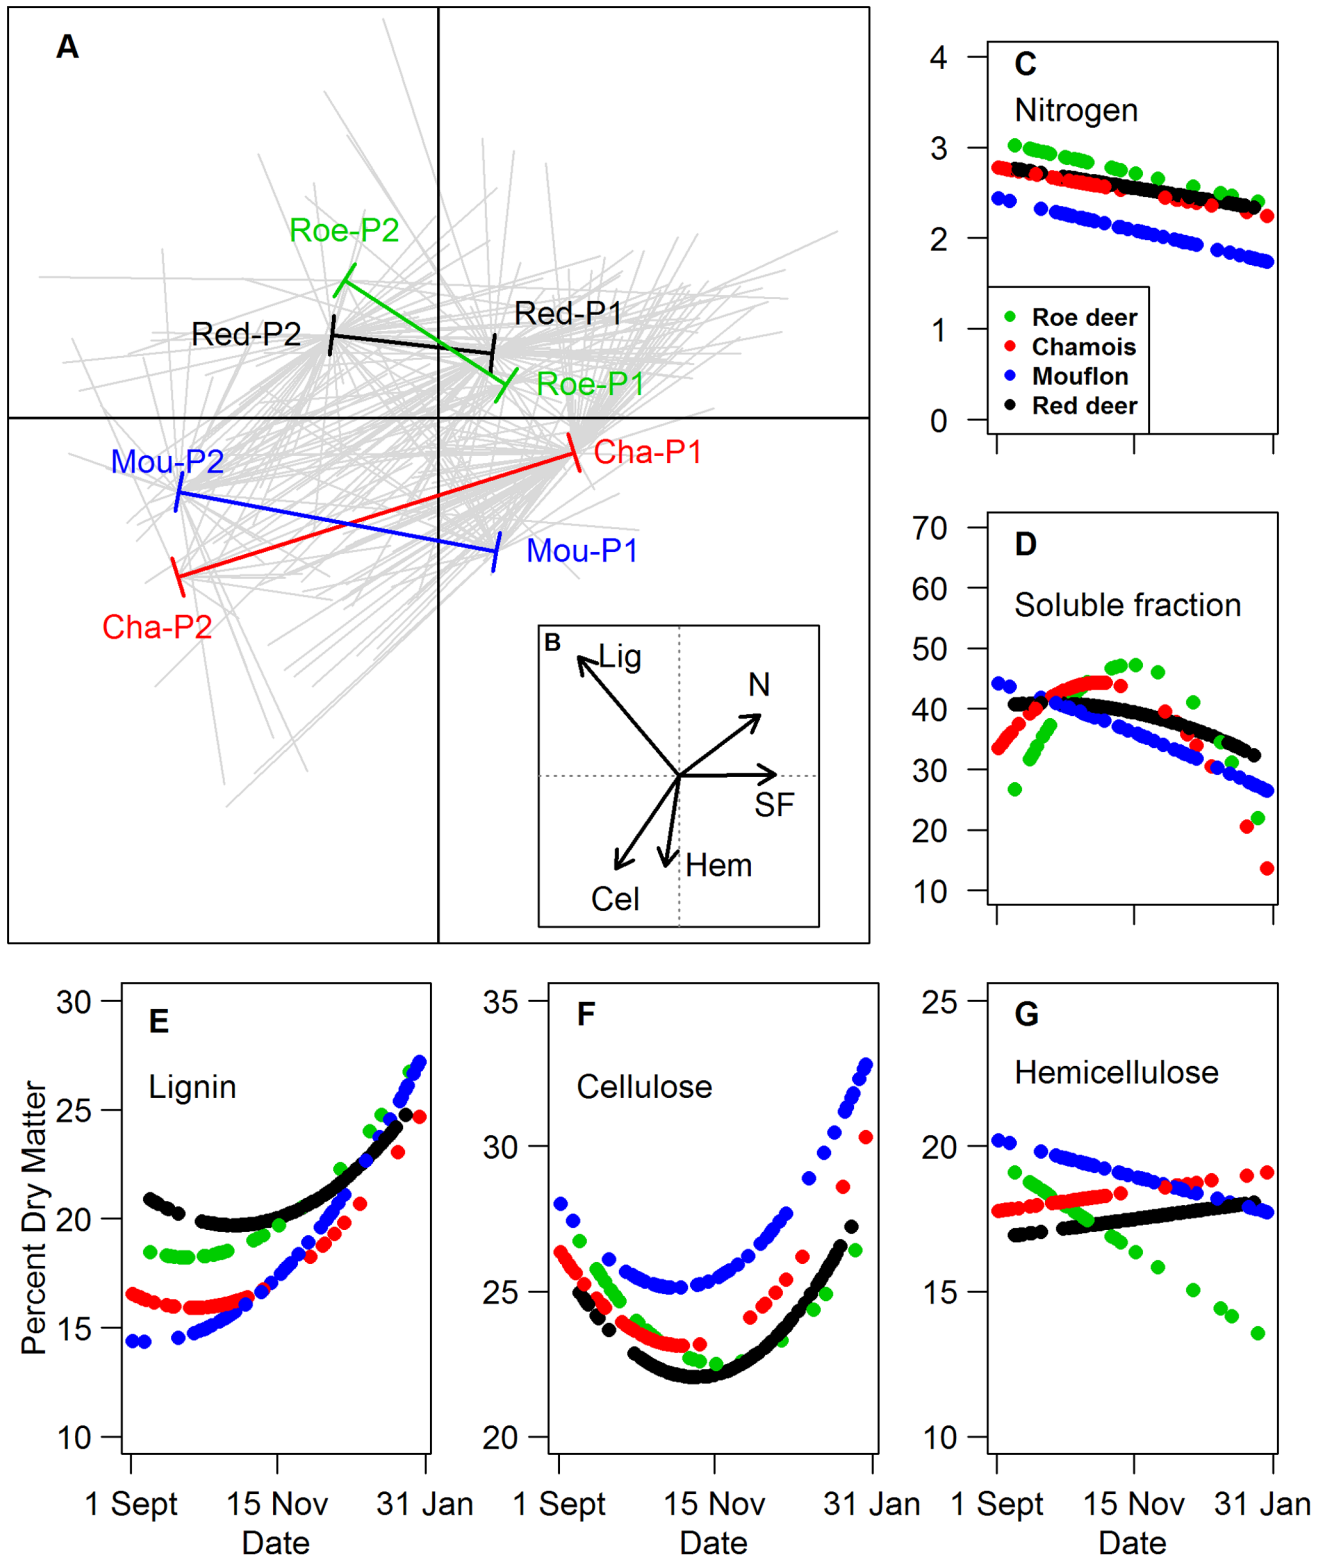 A
Roe-P2
Red-P2
Red-P1
Roe-P1
Mou-P2
Cha-P1
Mou-P1
Cha-P2
B
Lig
N
SF
Cel
Hem
C
Nitrogen
4
3
2
1
0
Roe deer
Chamois
Mouflon
Red deer
D
Soluble fraction
70
60
50
40
30
20
10
Percent Dry Matter
E
Lignin
30
25
20
15
10
1 Sept 15 Nov 31 Jan
Date
F
Cellulose
35
30
25
20
1 Sept 15 Nov 31 Jan
Date
G
Hemicellulose
25
20
15
10
1 Sept 15 Nov 31 Jan
Date